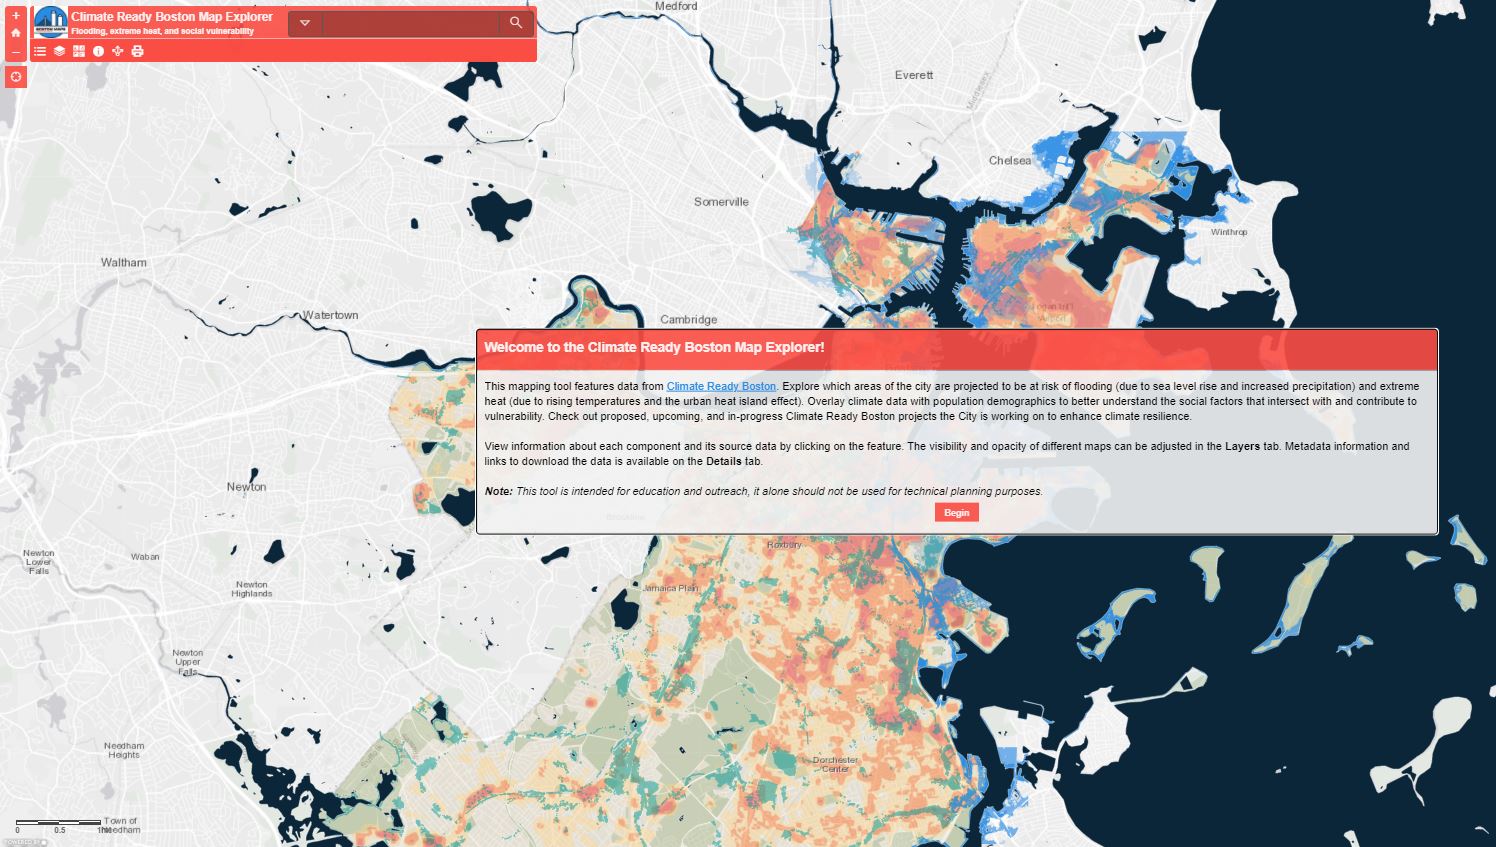 Medford
Climate Ready Boston Map Explorer
BOSTON MAPS
Flooding, extreme heat, and social vulnerability
Everett
Middlesex
Chelsea
Somerville
Winthrop
Waltham
Logan Int'l
Airport
Watertown
Cambridge
Welcome to the Climate Ready Boston Map Explorer!
This mapping tool features data from Climate Ready Boston. Explore which areas of the city are projected to be at risk of flooding (due to sea level rise and increased precipitation) and extreme
heat (due to rising temperatures and the urban heat island effect). Overlay climate data with population demographics to better understand the social factors that intersect with and contribute to
vulnerability. Check out proposed, upcoming, and in-progress Climate Ready Boston projects the City is working on to enhance climate resilience.
View information about each component and its source data by clicking on the feature. The visibility and opacity of different maps can be adjusted in the Layers tab. Metadata information and
links to download the data is available on the Details tab.
Note: This tool is intended for education and outreach, it alone should not be used for technical planning purposes.
Begin
Newton
Brookline
Roxbury
Newton
Lower
Falls
Waban
Newton
Highlands
Jamaica Plain
Newton
Upper
Falls
Needham
Heights
Dorchester
Center
Town of
Needham
0 0.5 1mi
POWERED BY